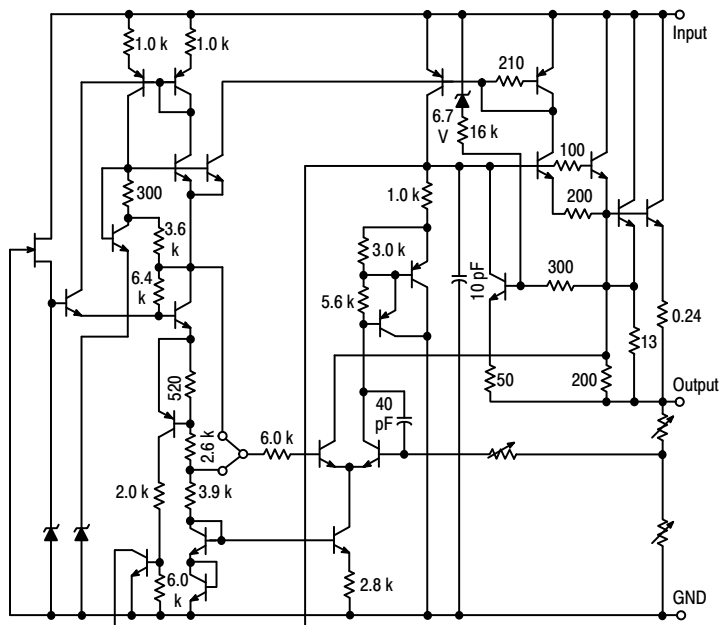 Input
1.0 k
1.0 k
210
6.7
V
16 k
100
300
1.0 k
200
3.6
k
3.0 k
6.4
k
10 pF
300
5.6 k
0.24
13
520
40
pF
50
200
Output
2.6 k
6.0 k
2.0 k
3.9 k
6.0
k
2.8 k
GND